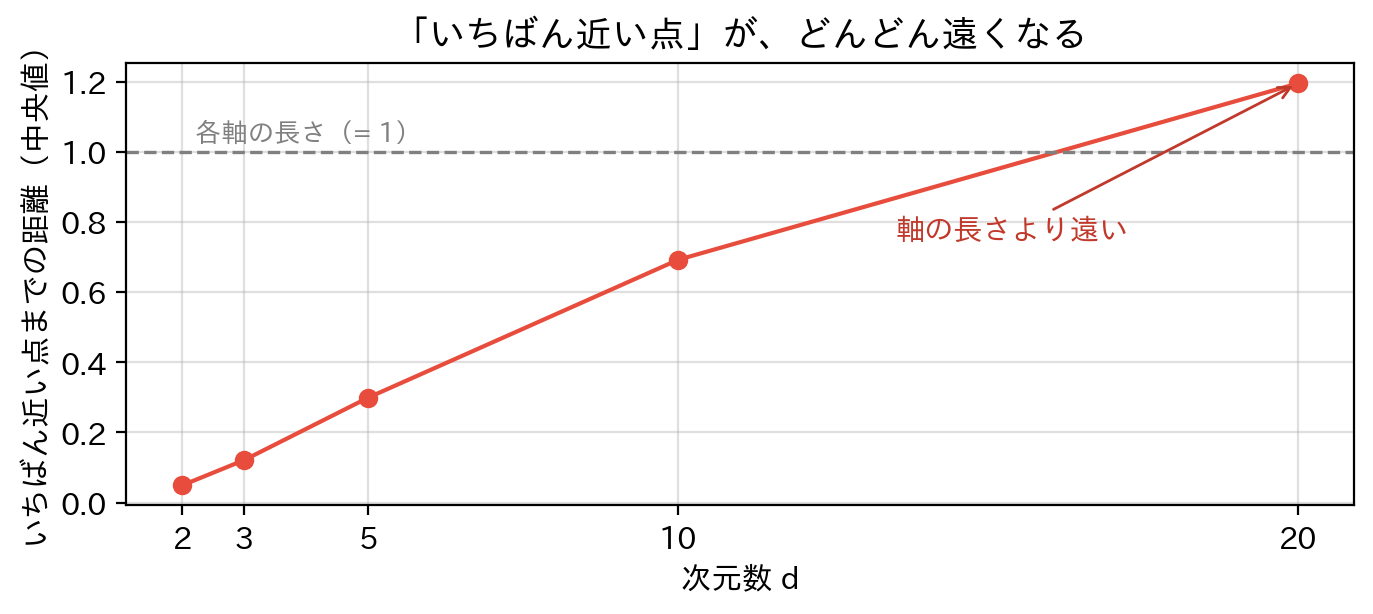 「いちばん近い点」が、どんどん遠くなる
いちばん近い点までの距離（中央値）
1.2
1.0
0.8
0.6
0.4
0.2
0.0
各軸の長さ（= 1）
軸の長さより遠い
2 3 5 10 20
次元数 d